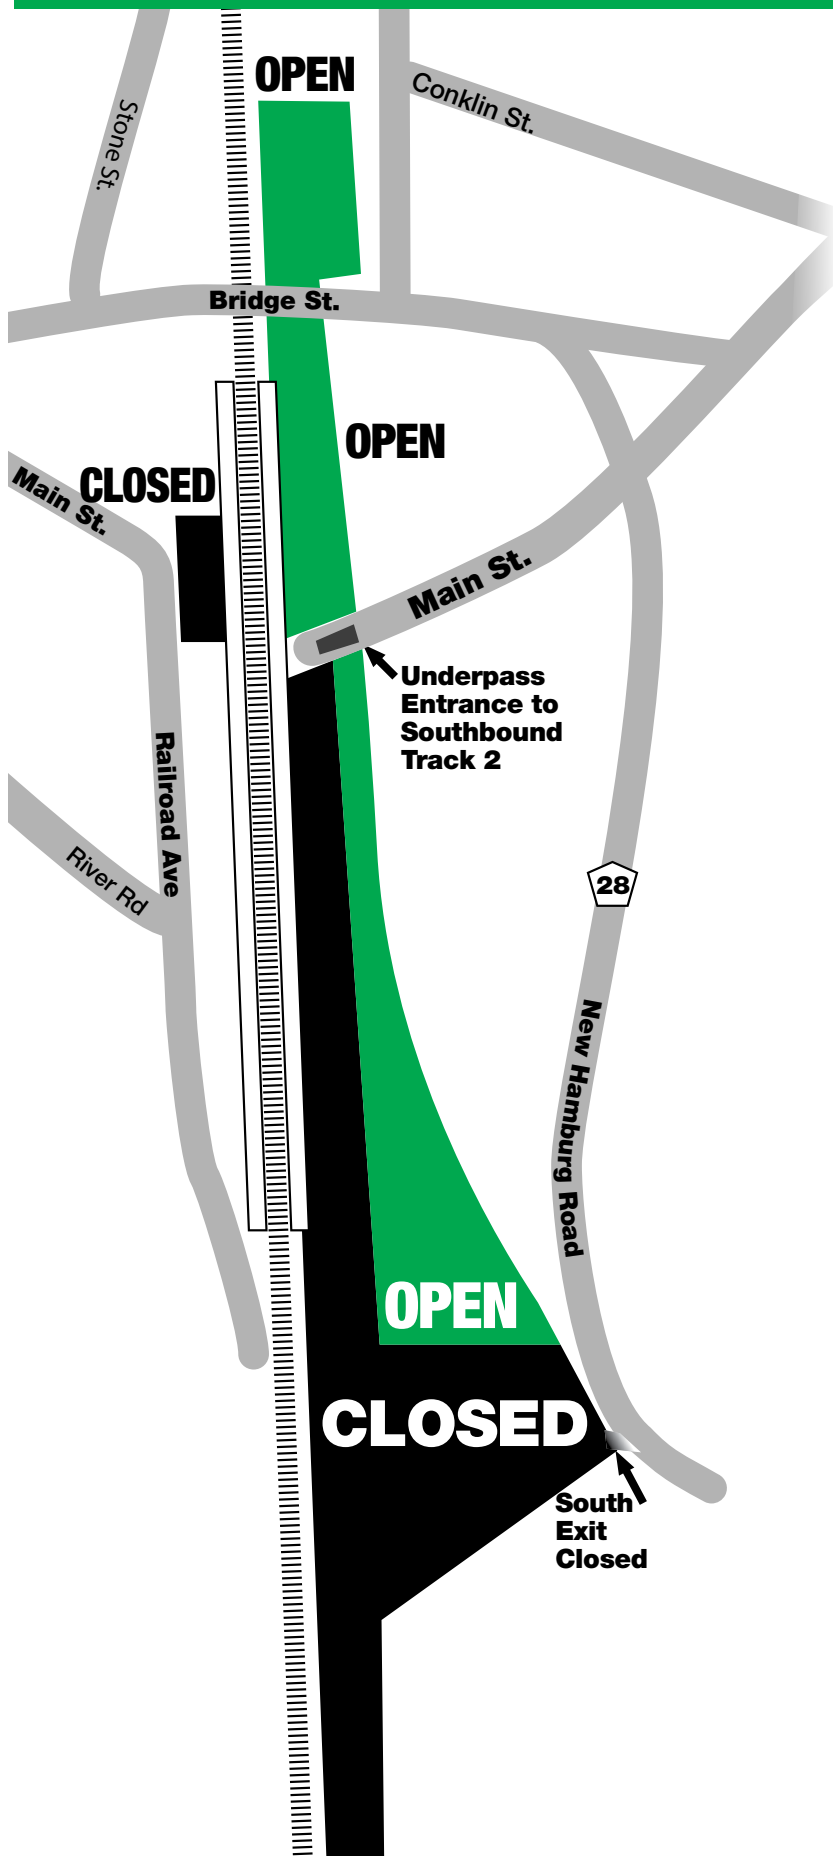 OPEN
Conklin St.
Stone St.
Bridge St.
OPEN
CLOSED
Main St.
Main St.
Underpass
Entrance to
Southbound
Track 2
Railroad Ave
River Rd
28
New Hamburg Road
OPEN
CLOSED
South
Exit
Closed